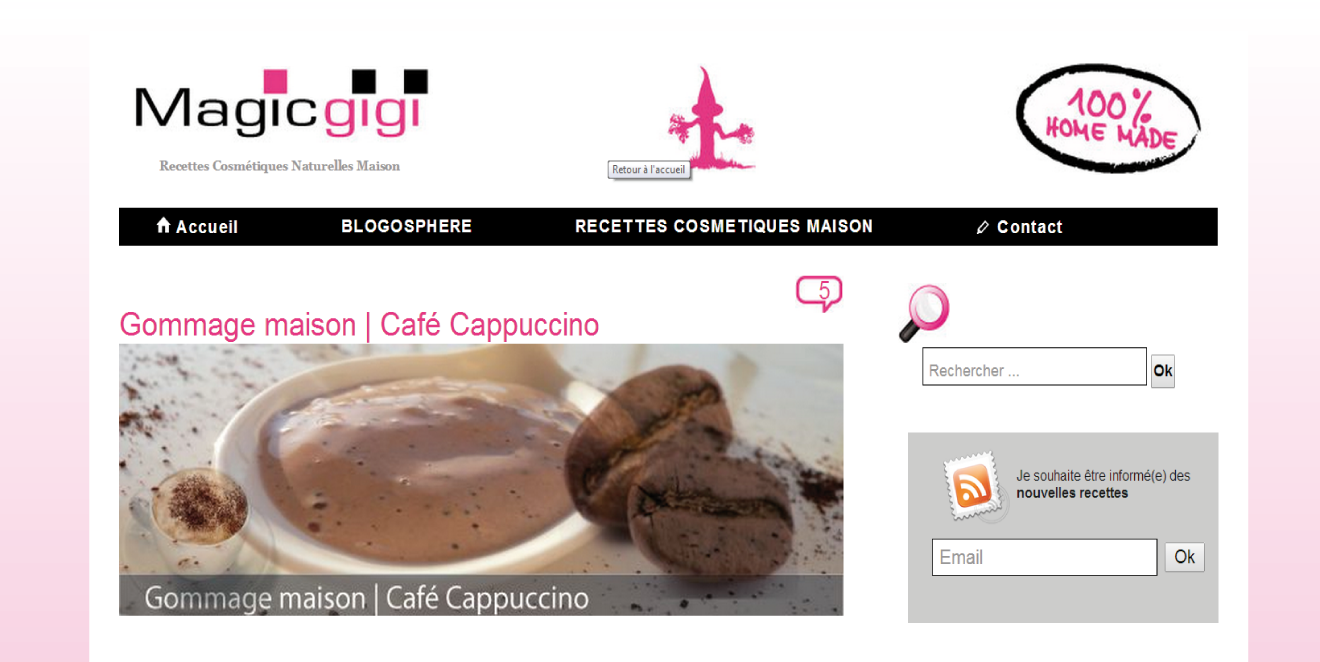 Magicgigi
Recettes Cosmétiques Naturelles Maison
Retour à l'accueil
100%
HOME MADE
Accueil
BLOGOSPHERE
RECETTES COSMETIQUES MAISON
Contact
5
Gommage maison | Café Cappuccino
Gommage maison | Café Cappuccino
Rechercher ...
Ok
Je souhaite être informé(e) des
nouvelles recettes
Email
Ok